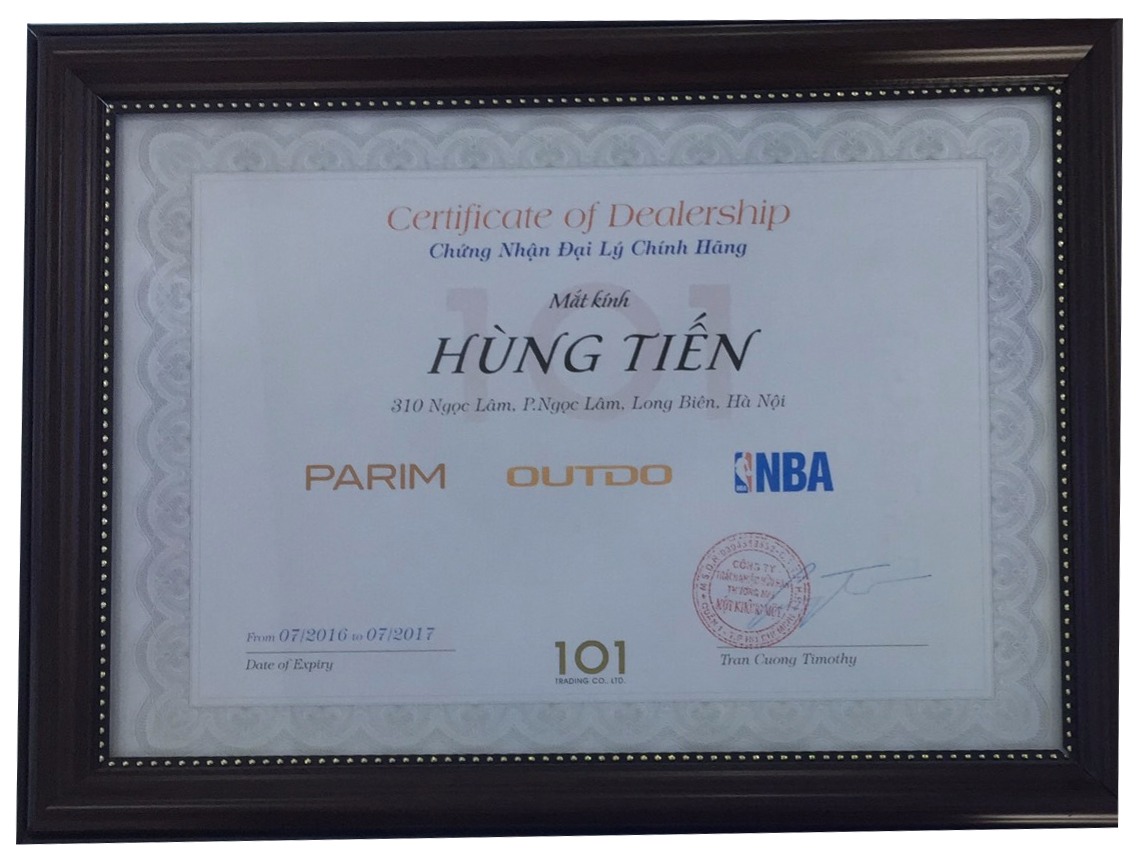 Certificate of Dealership
Chứng Nhận Đại Lý Chính Hãng
101
Mắt kính
HÙNG TIẾN
310 Ngọc Lâm, P.Ngọc Lâm, Long Biên, Hà Nội
PARIM OUTDO NBA
CÔNG TY
From 07/2016 to 07/2017
Date of Expiry
101
TRADING CO., LTD.
Tran Cuong Timothy